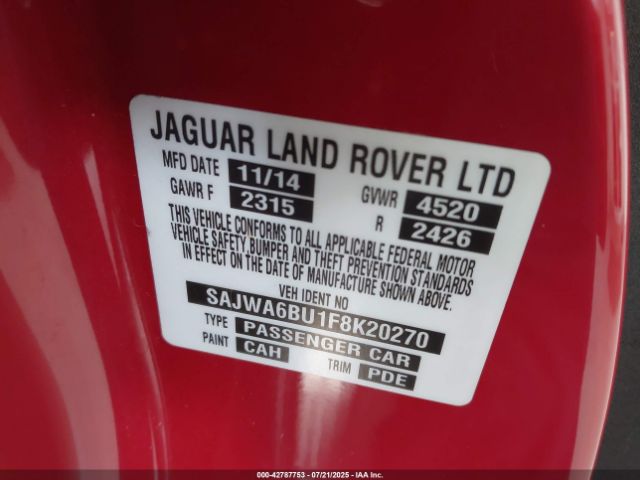 JAGUAR LAND ROVER LTD
MFD DATE 11/14
GAWR F 2315 GVWR 4520
R 2426
THIS VEHICLE CONFORMS TO ALL APPLICABLE FEDERAL MOTOR
VEHICLE SAFETY, BUMPER AND THEFT PREVENTION STANDARDS
IN EFFECT ON THE DATE OF MANUFACTURE SHOWN ABOVE.
VEH IDENT NO
SAJWA6BU1F8K20270
TYPE PASSENGER CAR
PAINT CAH TRIM PDE
000-42787753 - 07/21/2025 - IAA Inc.